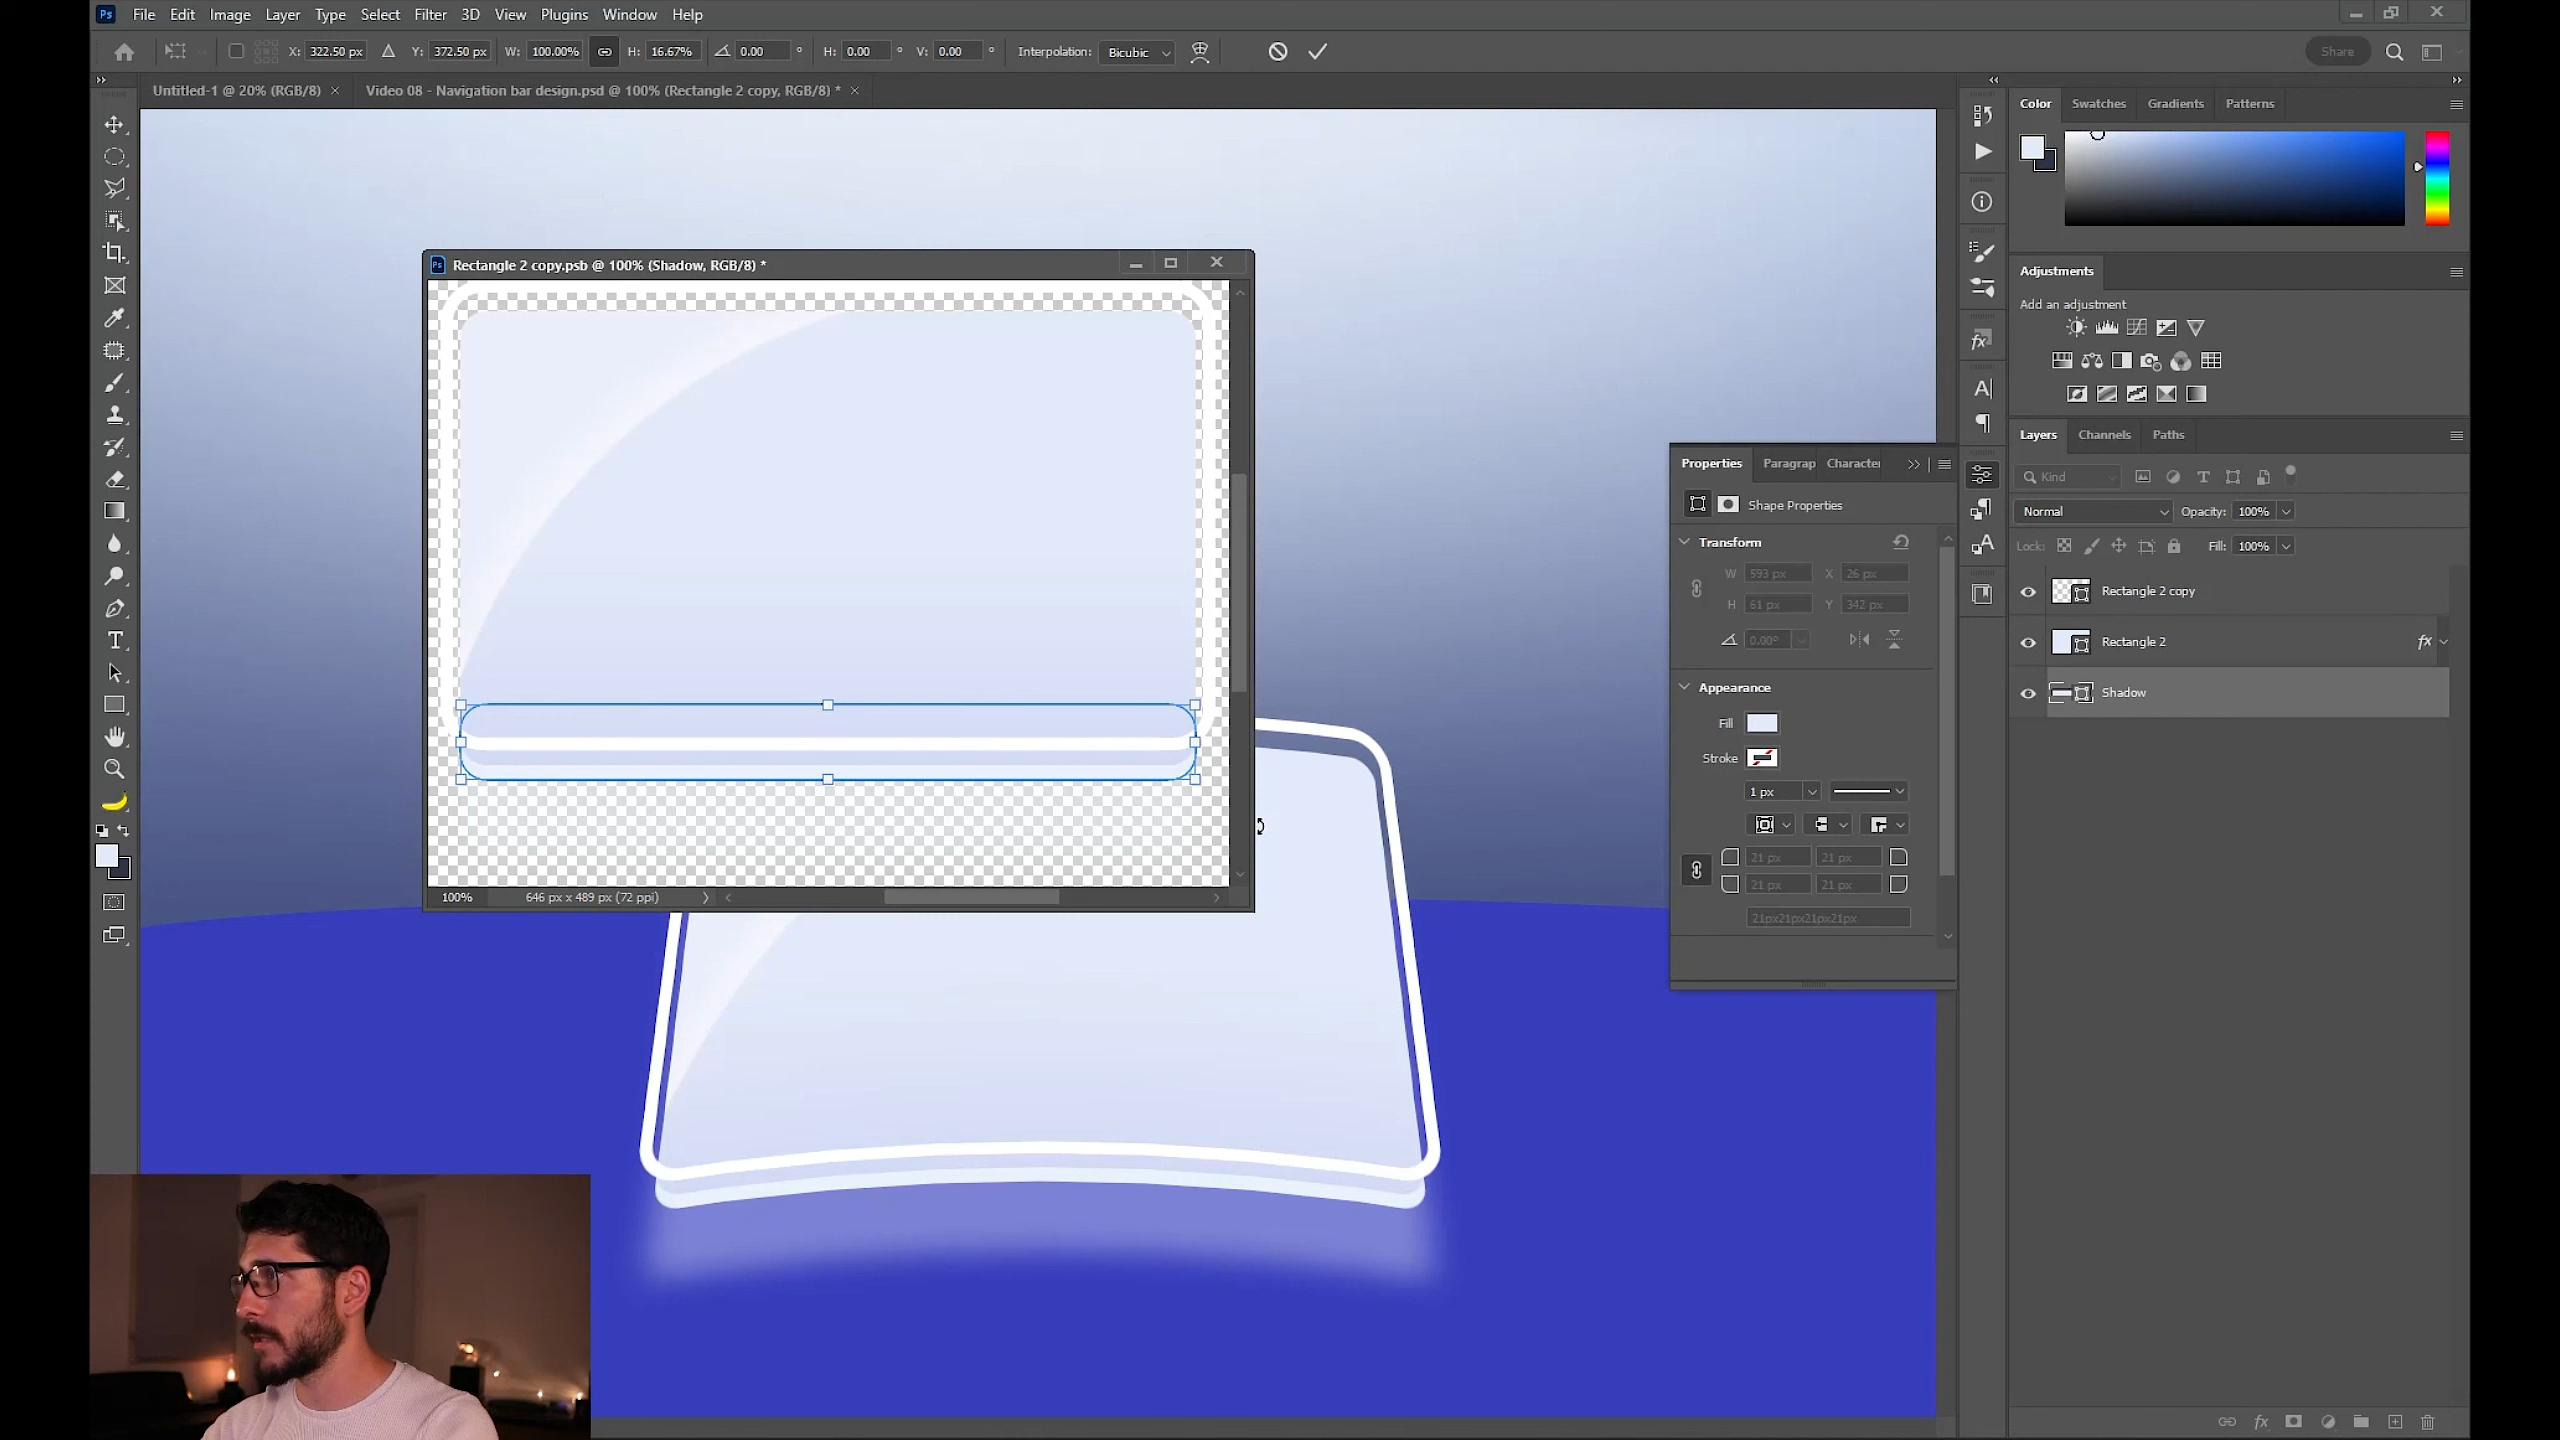 Ps File Edit Image Layer Type Select Filter 3D View Plugins Window Help
X: 322.50 px Y: 372.50 px W: 100.00% H: 16.67% 0.00 ° H: 0.00 ° V: 0.00 ° Interpolation: Bicubic Share
Untitled-1 @ 20% (RGB/8) × Video 08 - Navigation bar design.psd @ 100% (Rectangle 2 copy, RGB/8) * ×
Color Swatches Gradients Patterns
Ps Rectangle 2 copy.psb @ 100% (Shadow, RGB/8) *
Adjustments
Add an adjustment
Layers Channels Paths
Properties Paragrap Character
Kind
Shape Properties
Normal Opacity: 100%
Transform
Lock: Fill: 100%
W 593 px X 26 px
H 61 px Y 342 px
0.00°
Rectangle 2 copy
Rectangle 2 fx
Appearance
Shadow
Fill
Stroke
1 px
21 px 21 px
21 px 21 px
21px21px21px21px
100% 646 px x 489 px (72 ppi)